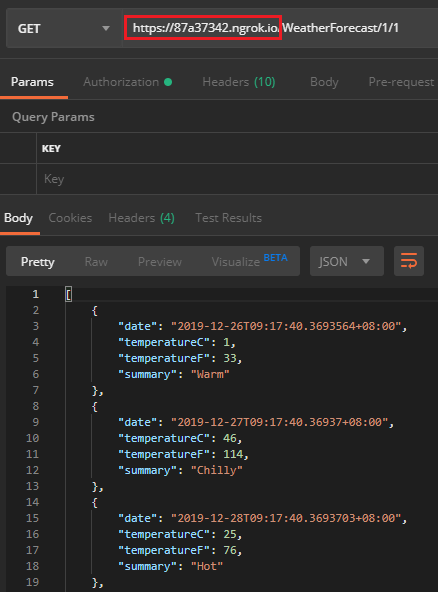 GET https://87a37342.ngrok.io/WeatherForecast/1/1
Params Authorization Headers (10) Body Pre-request
Query Params
KEY
Key
Body Cookies Headers (4) Test Results
Pretty Raw Preview Visualize BETA JSON
1 [
2 {
3 "date": "2019-12-26T09:17:40.3693564+08:00",
4 "temperatureC": 1,
5 "temperatureF": 33,
6 "summary": "Warm"
7 },
8 {
9 "date": "2019-12-27T09:17:40.36937+08:00",
10 "temperatureC": 46,
11 "temperatureF": 114,
12 "summary": "Chilly"
13 },
14 {
15 "date": "2019-12-28T09:17:40.3693703+08:00",
16 "temperatureC": 25,
17 "temperatureF": 76,
18 "summary": "Hot"
19 },